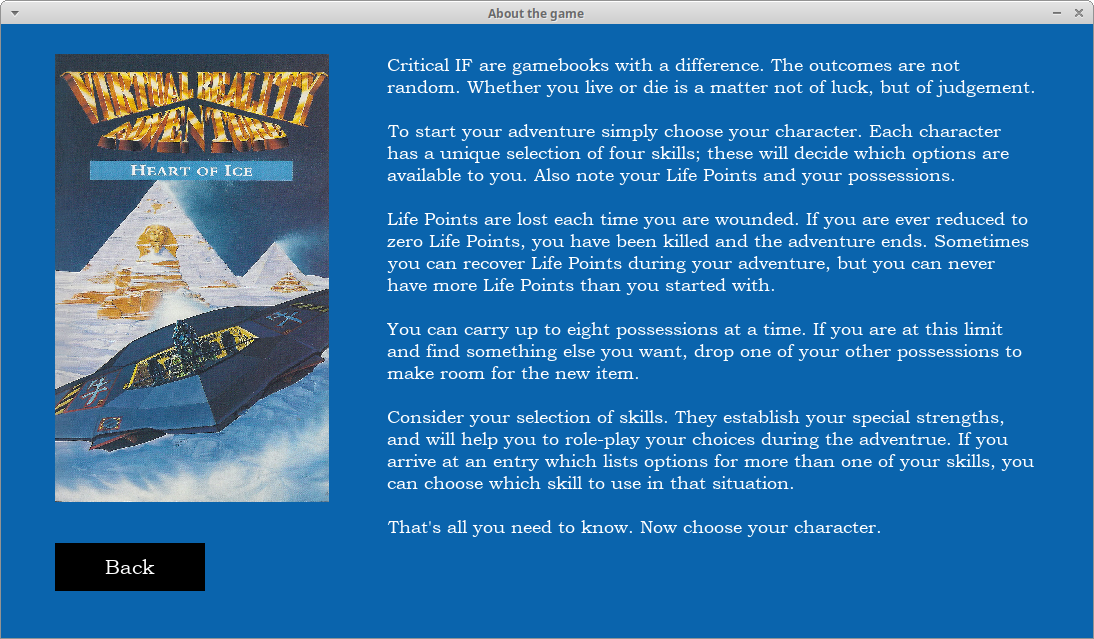 About the game
VIRTUAL REALITY
ADVENTURE
HEART OF ICE
Critical IF are gamebooks with a difference. The outcomes are not
random. Whether you live or die is a matter not of luck, but of judgement.
To start your adventure simply choose your character. Each character
has a unique selection of four skills; these will decide which options are
available to you. Also note your Life Points and your possessions.
Life Points are lost each time you are wounded. If you are ever reduced to
zero Life Points, you have been killed and the adventure ends. Sometimes
you can recover Life Points during your adventure, but you can never
have more Life Points than you started with.
You can carry up to eight possessions at a time. If you are at this limit
and find something else you want, drop one of your other possessions to
make room for the new item.
Consider your selection of skills. They establish your special strengths,
and will help you to role-play your choices during the adventrue. If you
arrive at an entry which lists options for more than one of your skills, you
can choose which skill to use in that situation.
That's all you need to know. Now choose your character.
Back